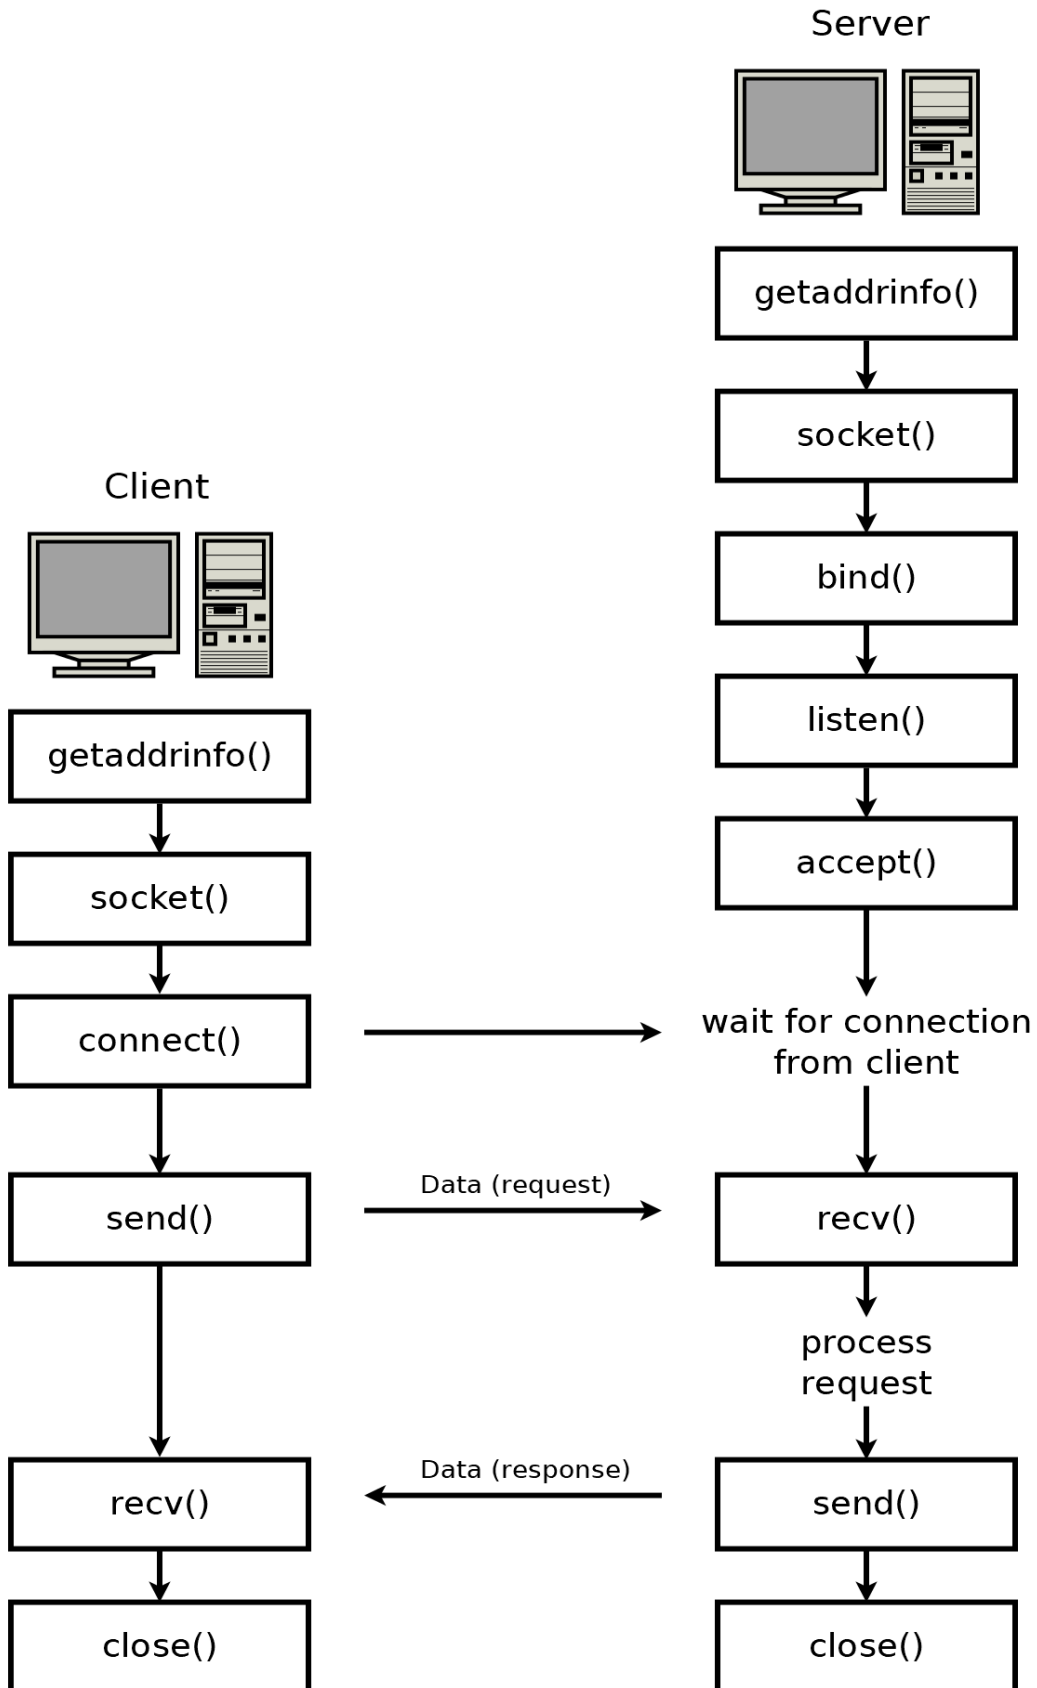 Server
getaddrinfo()
socket()
bind()
listen()
accept()
wait for connection
from client
recv()
process
request
send()
close()
Client
getaddrinfo()
socket()
connect()
send()
recv()
close()
Data (request)
Data (response)